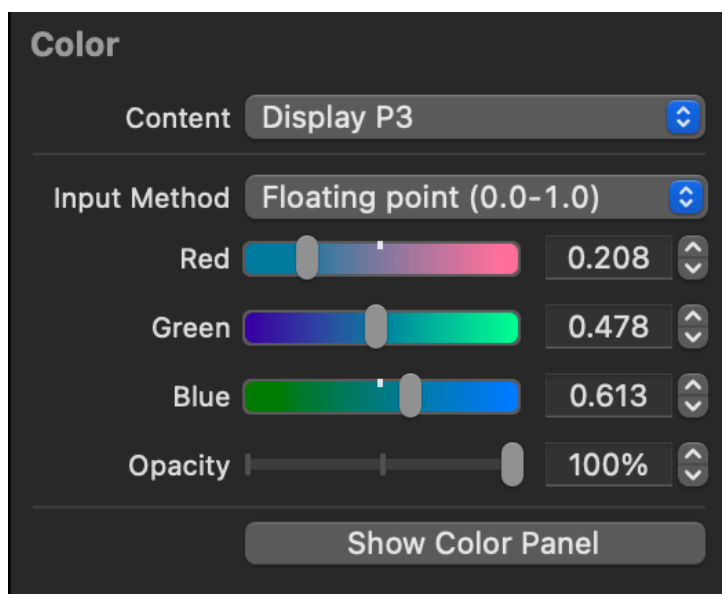 Color
Content Display P3
Input Method Floating point (0.0-1.0)
Red 0.208
Green 0.478
Blue 0.613
Opacity 100%
Show Color Panel